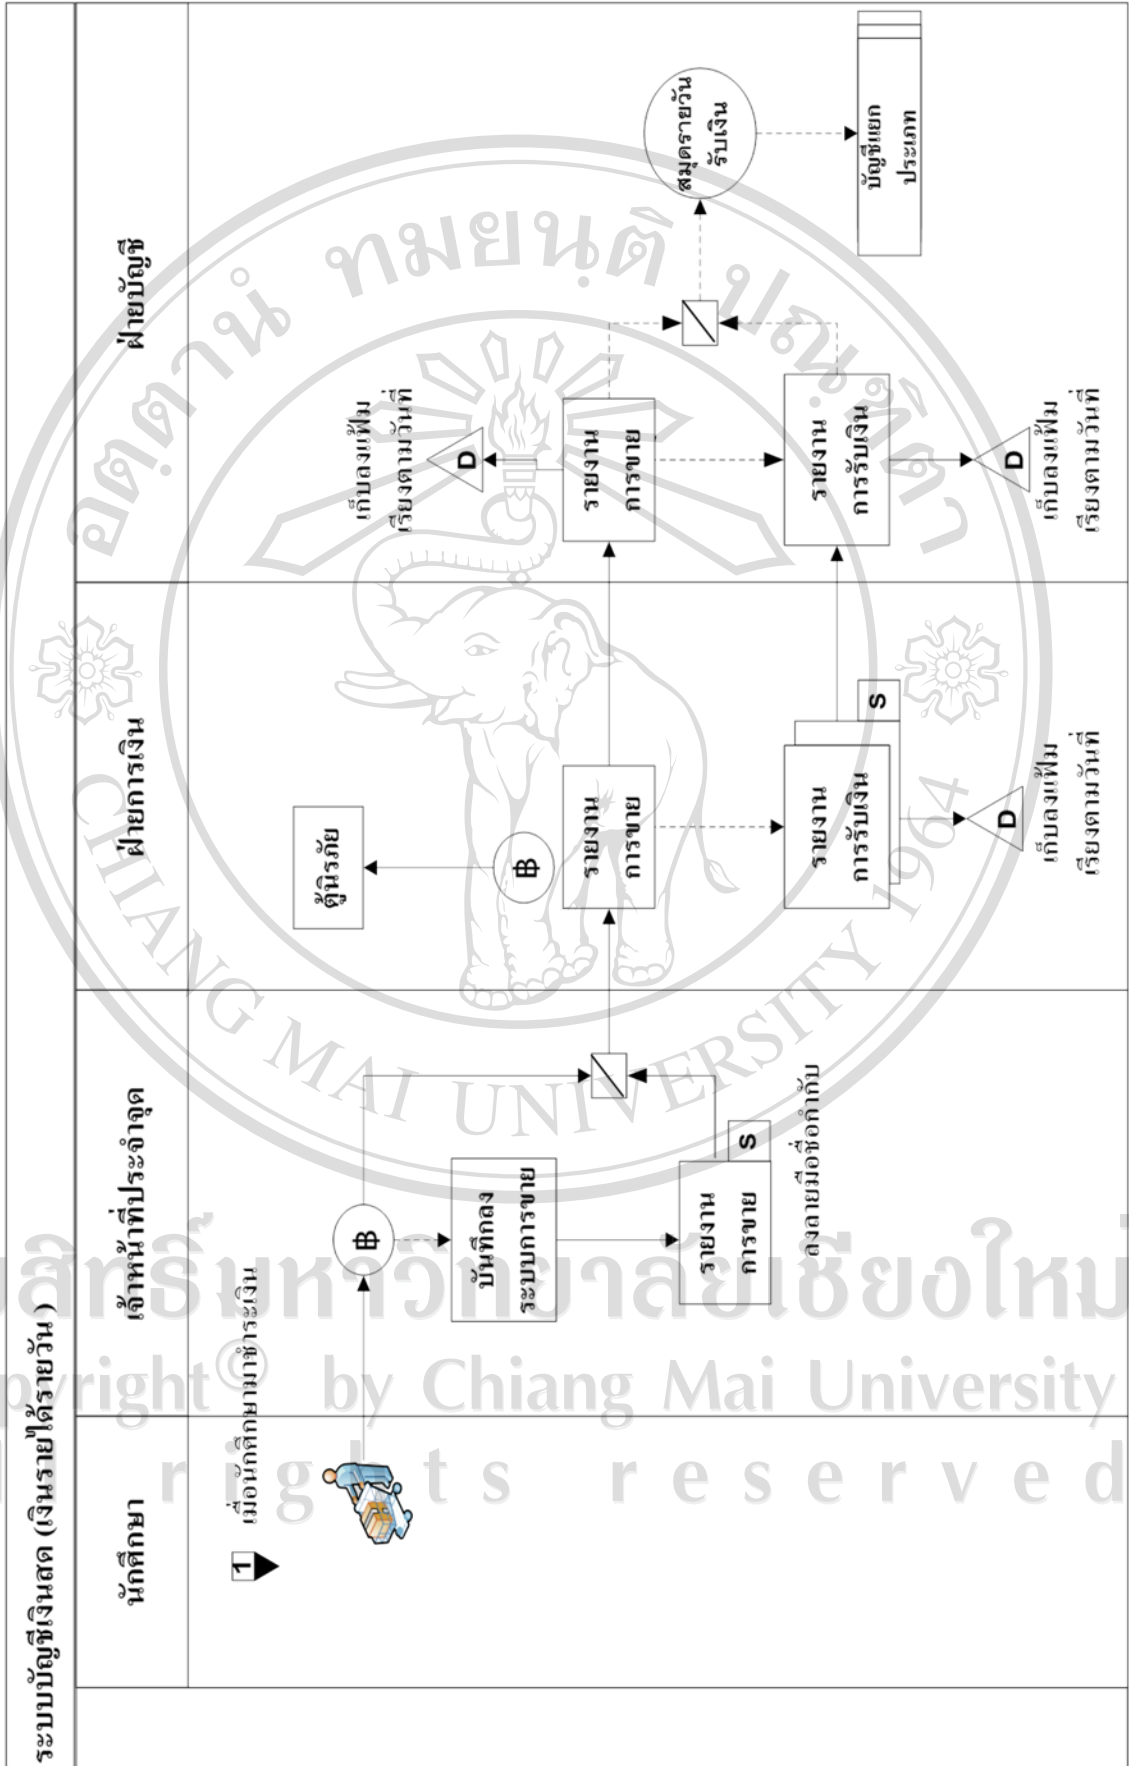 ระบบบัญชีเงินสด (เงินรายได้รายวัน )
นักศึกษา
เจ้าหน้าที่ประจำจุด
ฝ่ายการเงิน
ฝ่ายบัญชี
1
เมื่อนักศึกษามาชำระเงิน
฿
บันทึกลง
ระบบการขาย
รายงาน
การขาย
S
ลงลายมือชื่อกำกับ
ตู้นิรภัย
฿
รายงาน
การขาย
รายงาน
การรับเงิน
S
D
เก็บลงแฟ้ม
เรียงตามวันที่
เก็บลงแฟ้ม
เรียงตามวันที่
D
รายงาน
การขาย
รายงาน
การรับเงิน
D
เก็บลงแฟ้ม
เรียงตามวันที่
สมุดรายวัน
รับเงิน
บัญชีแยก
ประเภท
CHIANG MAI UNIVERSITY 1964
สิทธิ์มหาวิทยาลัยเชียงใหม่
pyright© by Chiang Mai University
rights reserved